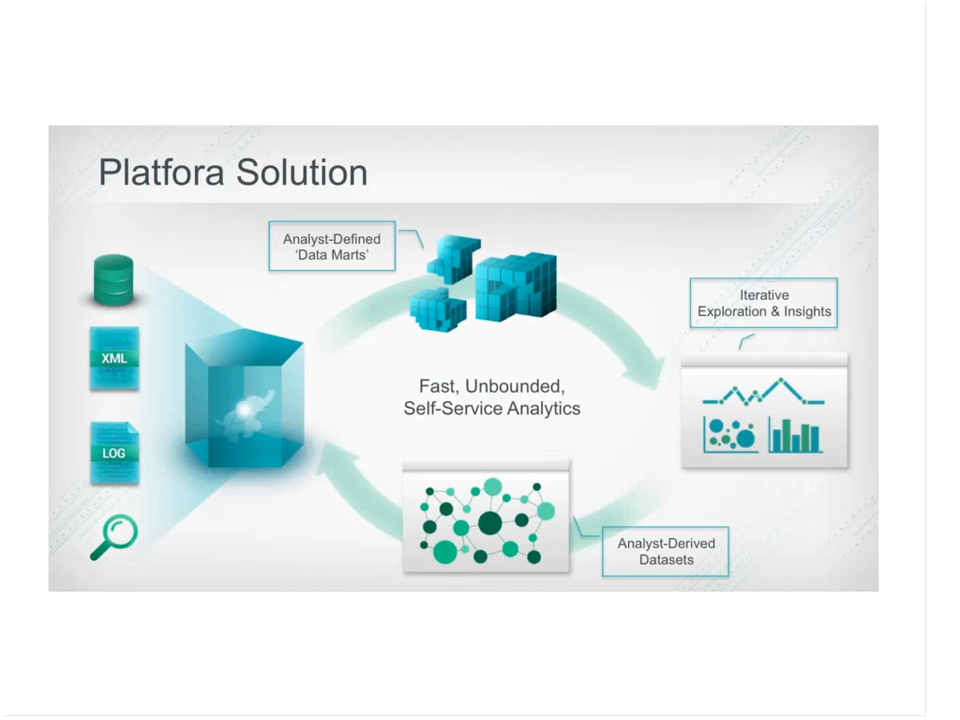 Platfora Solution
Analyst-Defined
‘Data Marts’
Iterative
Exploration & Insights
XML
Fast, Unbounded,
Self-Service Analytics
LOG
Analyst-Derived
Datasets